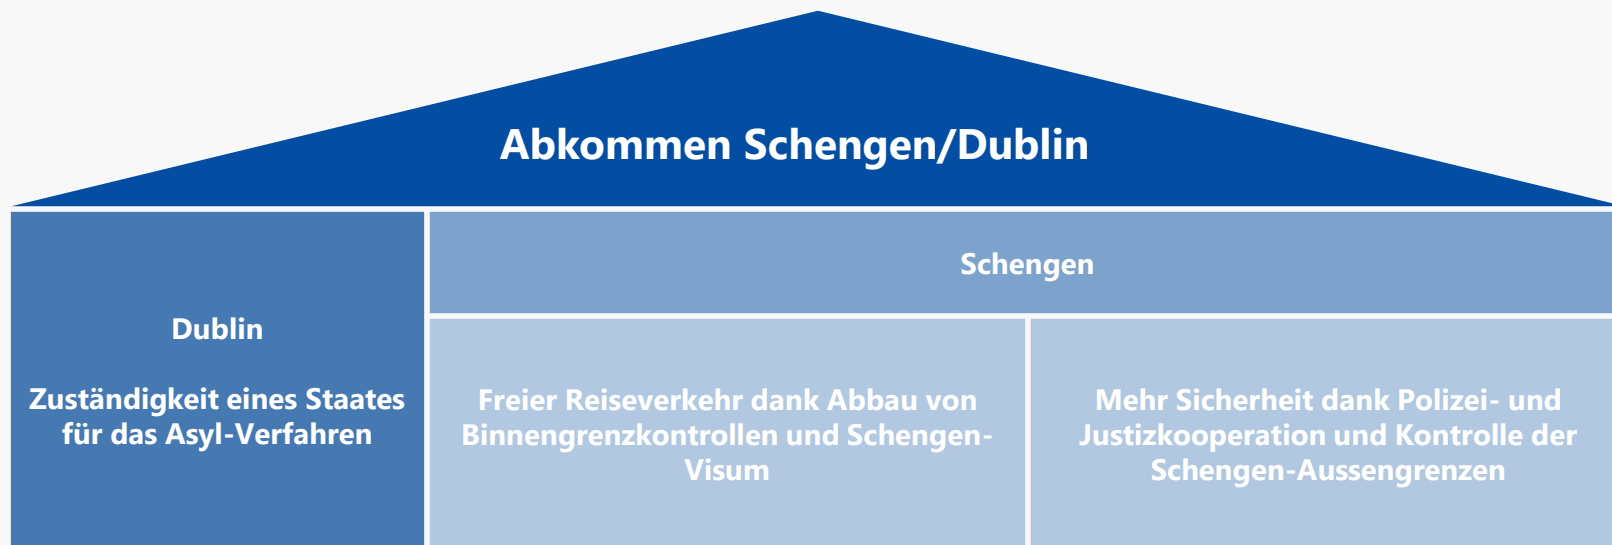 Abkommen Schengen/Dublin
Dublin
Zuständigkeit eines Staates
für das Asyl-Verfahren
Schengen
Freier Reiseverkehr dank Abbau von
Binnengrenzkontrollen und Schengen-
Visum
Mehr Sicherheit dank Polizei- und
Justizkooperation und Kontrolle der
Schengen-Aussengrenzen